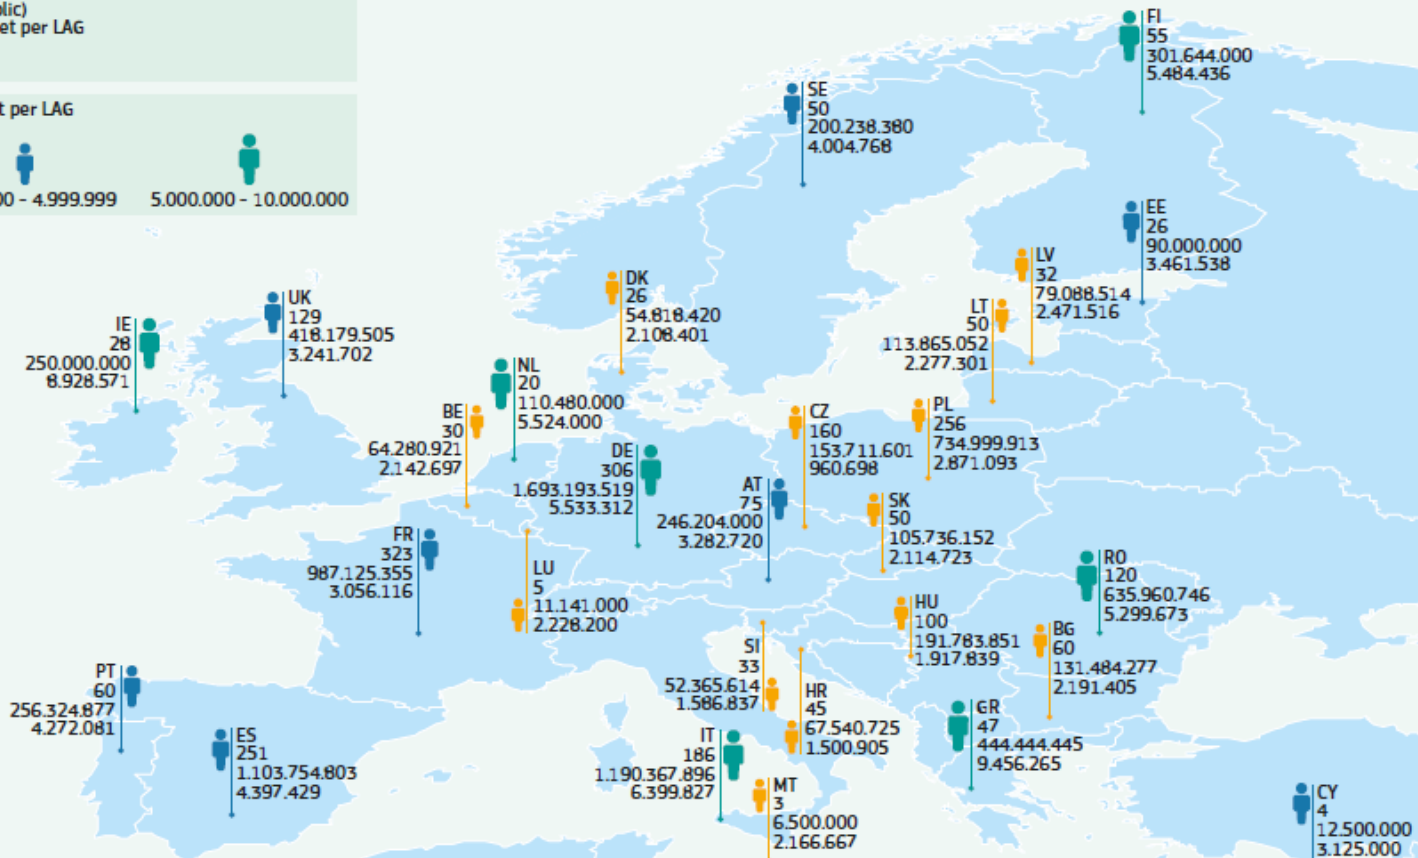 et per LAG
t per LAG
4.999.999
5.000.000 - 10.000.000
FI
55
301.644.000
5.484.436
SE
50
200.238.380
4.004.768
EE
26
90.000.000
3.461.538
LV
32
79.088.514
2.471.516
DK
26
54.818.420
2.108.401
LT
50
113.865.052
2.277.301
UK
129
418.179.505
3.241.702
IE
28
250.000.000
8.928.571
NL
20
110.480.000
5.524.000
BE
30
64.280.921
2.142.697
CZ
160
153.711.601
960.698
PL
256
734.999.913
2.871.093
DE
306
1.693.193.519
5.533.312
AT
75
246.204.000
3.282.720
SK
50
105.736.152
2.114.723
FR
323
987.125.355
3.056.116
LU
5
11.141.000
2.228.200
RO
120
635.960.746
5.299.673
HU
100
191.783.851
1.917.839
BG
60
131.484.277
2.191.405
SI
33
52.365.614
1.586.837
PT
60
256.324.877
4.272.081
HR
45
67.540.725
1.500.905
GR
47
444.444.445
9.456.265
ES
251
1.103.754.803
4.397.429
IT
186
1.190.367.896
6.399.827
MT
3
6.500.000
2.166.667
CY
4
12.500.000
3.125.000